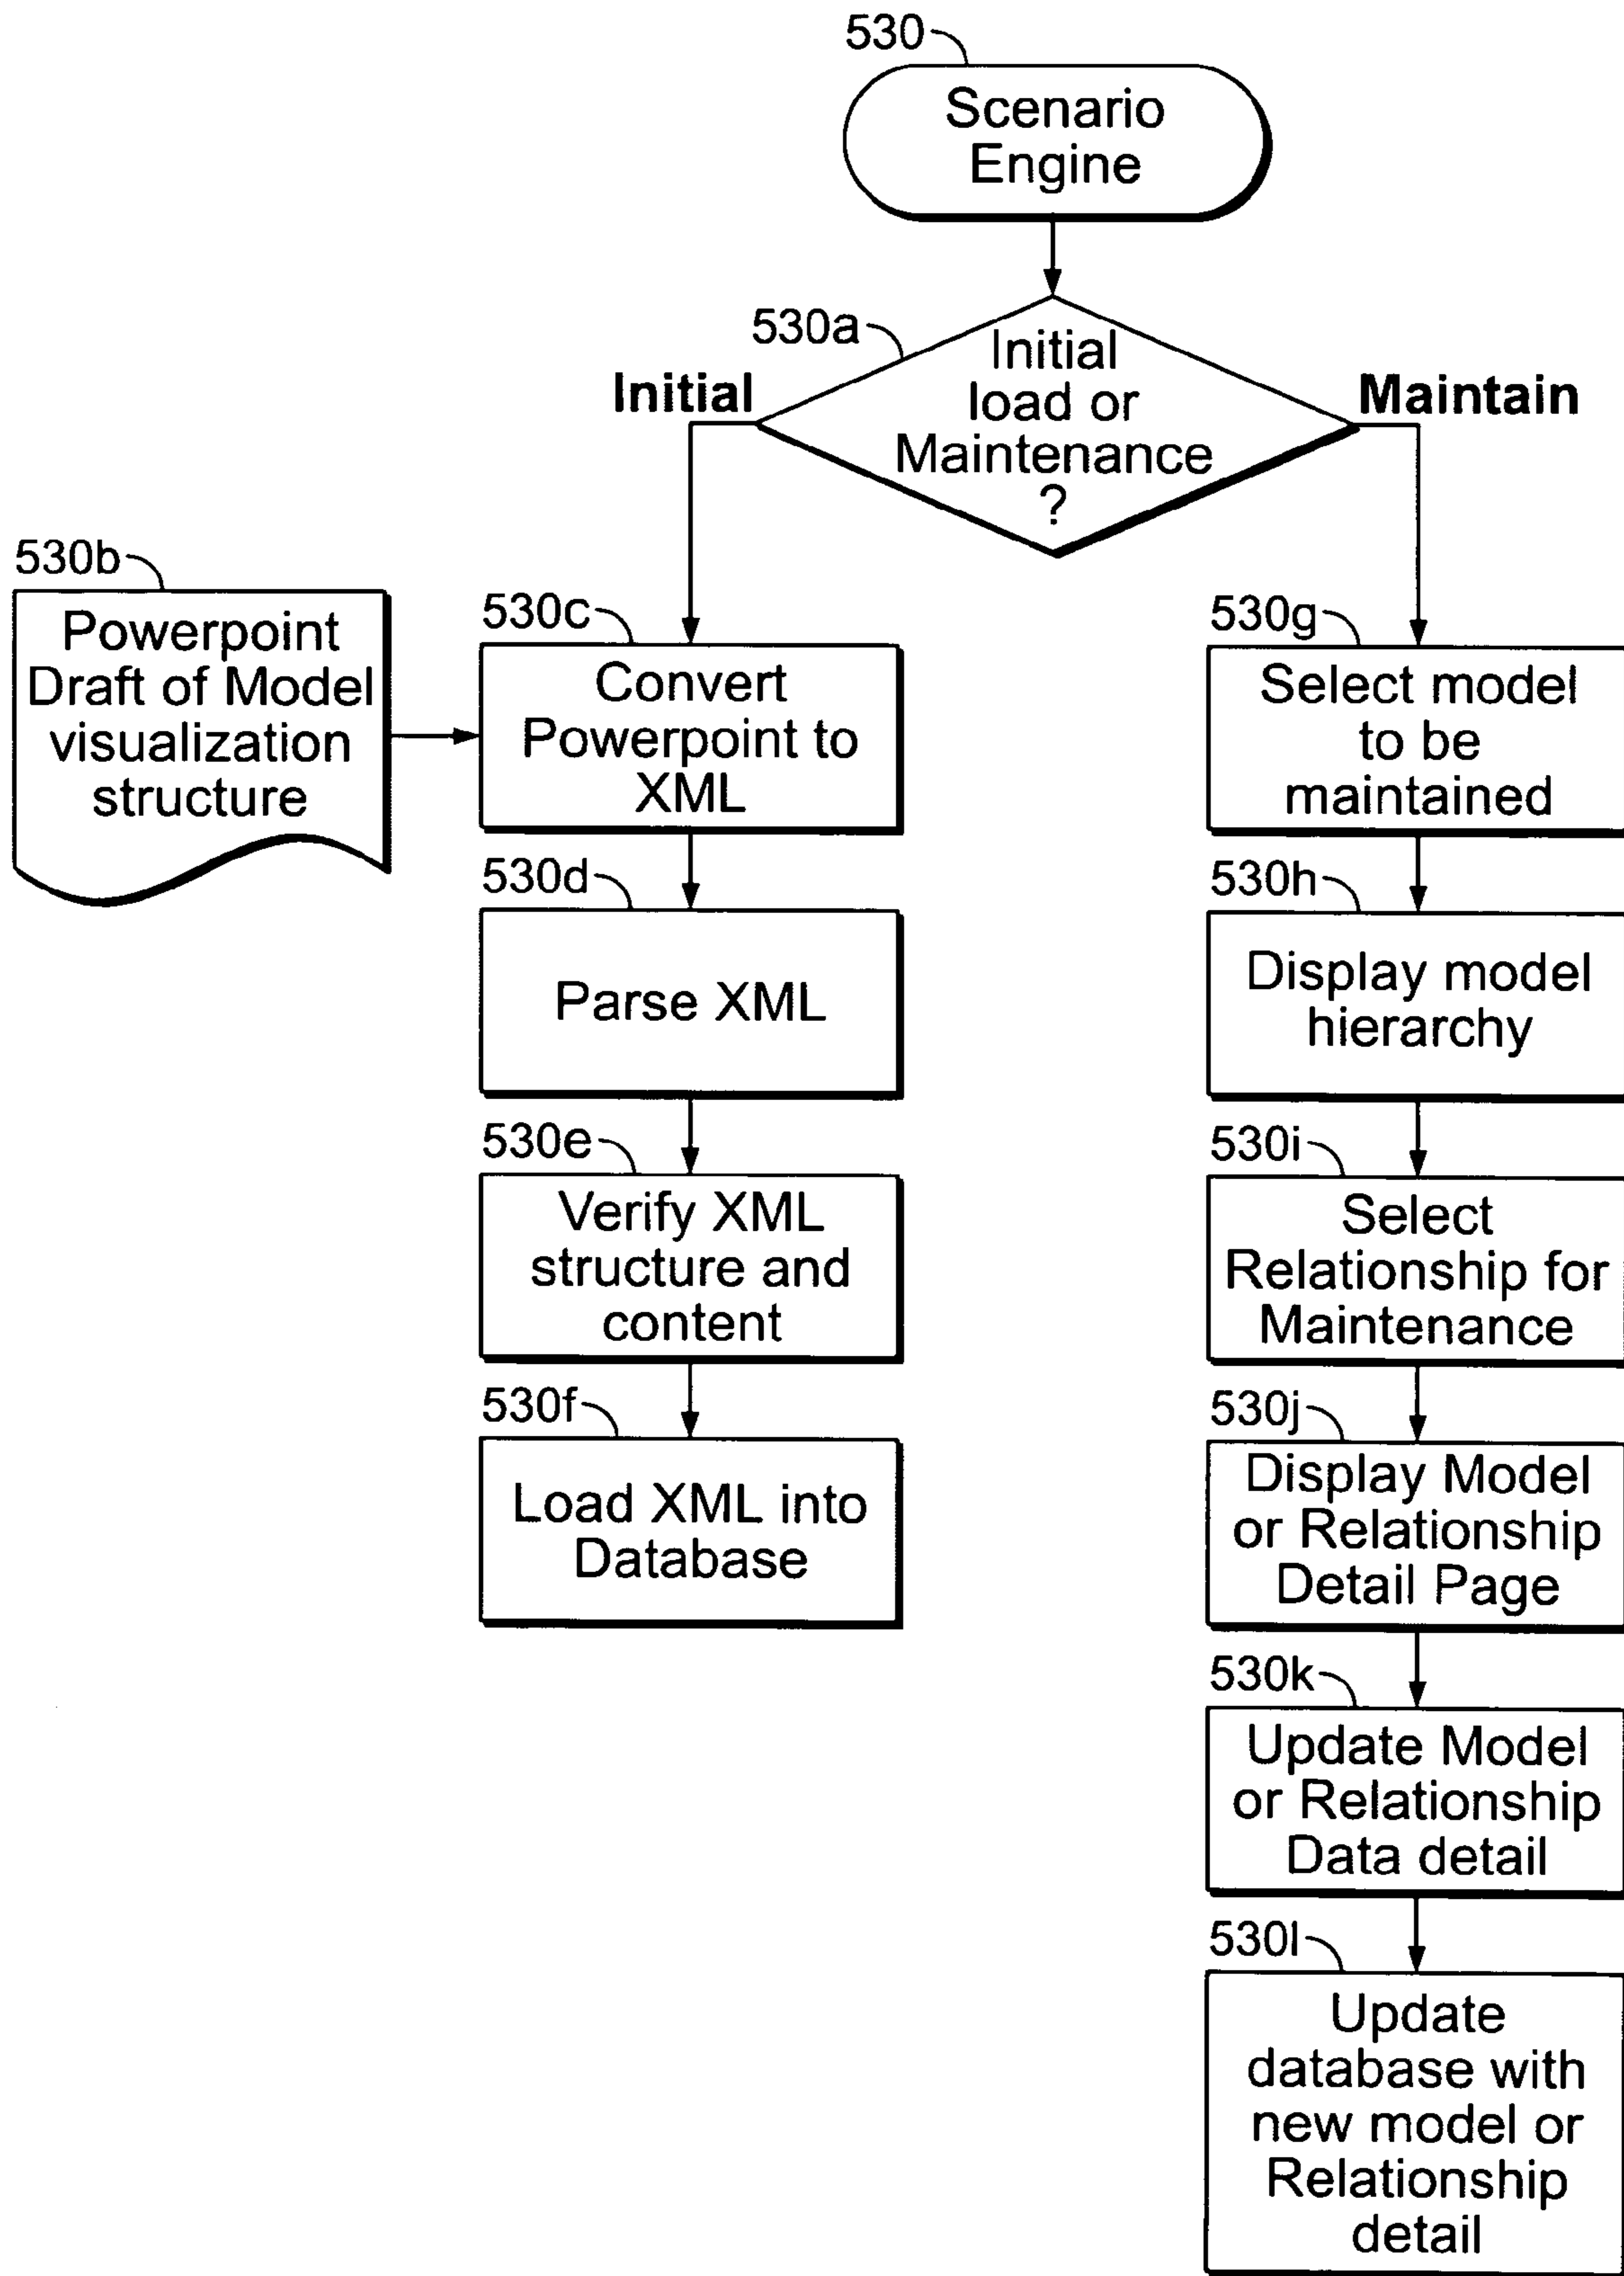 530
Scenario
Engine
530a
Initial
load or
Maintenance
?
Initial
Maintain
530b
Powerpoint
Draft of Model
visualization
structure
530c
Convert
Powerpoint to
XML
530d
Parse XML
530e
Verify XML
structure and
content
530f
Load XML into
Database
530g
Select model
to be
maintained
530h
Display model
hierarchy
530i
Select
Relationship for
Maintenance
530j
Display Model
or Relationship
Detail Page
530k
Update Model
or Relationship
Data detail
530l
Update
database with
new model or
Relationship
detail